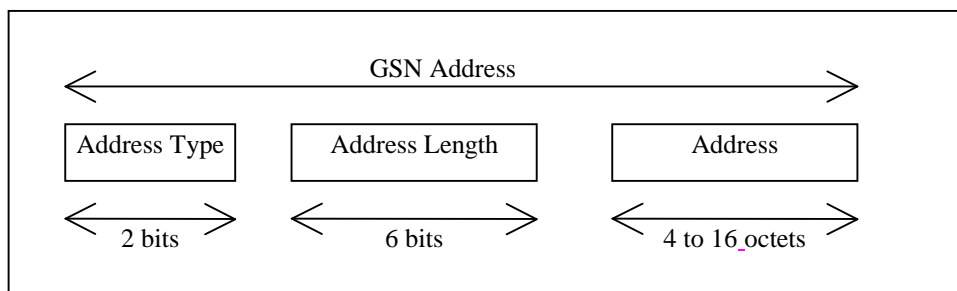 GSN Address
Address Type
Address Length
Address
2 bits
6 bits
4 to 16 octets